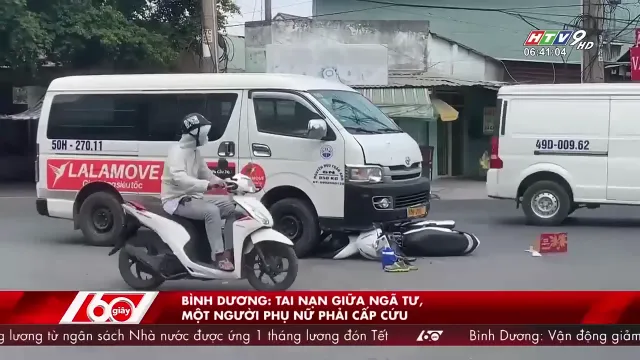 HTV9 HD
06:41:04
50H - 270.11
LALAMOVE
49D-009.62
60 giây
BÌNH DƯƠNG: TAI NẠN GIỮA NGÃ TƯ,
MỘT NGƯỜI PHỤ NỮ PHẢI CẤP CỨU
g lương từ ngân sách Nhà nước được ứng 1 tháng lương đón Tết
60 Bình Dương: Vận động giảm